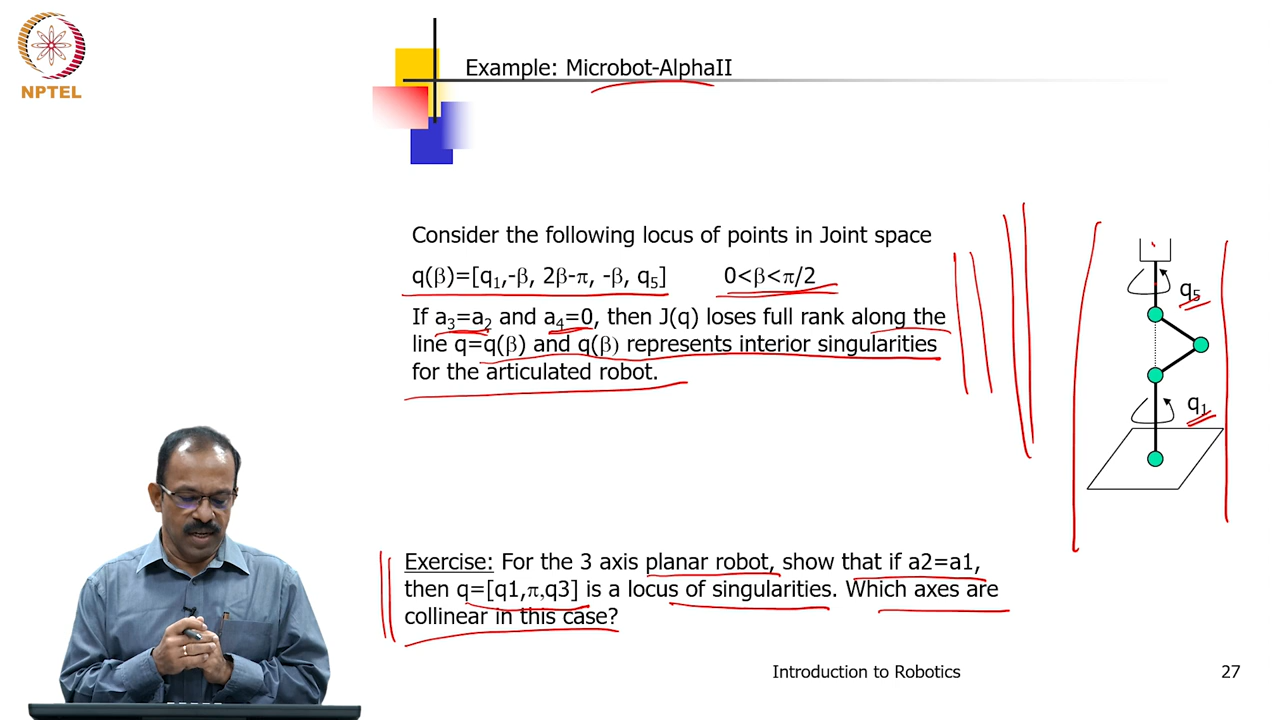 NPTEL
Example: Microbot-AlphaII
Consider the following locus of points in Joint space
q(β)=[q₁,-β, 2β-π, -β, q₅] 0<β<π/2
If a₃=a₂ and a₄=0, then J(q) loses full rank along the
line q=q(β) and q(β) represents interior singularities
for the articulated robot.
q₅
q₁
Exercise: For the 3 axis planar robot, show that if a2=a1,
then q=[q1,π,q3] is a locus of singularities. Which axes are
collinear in this case?
Introduction to Robotics 27